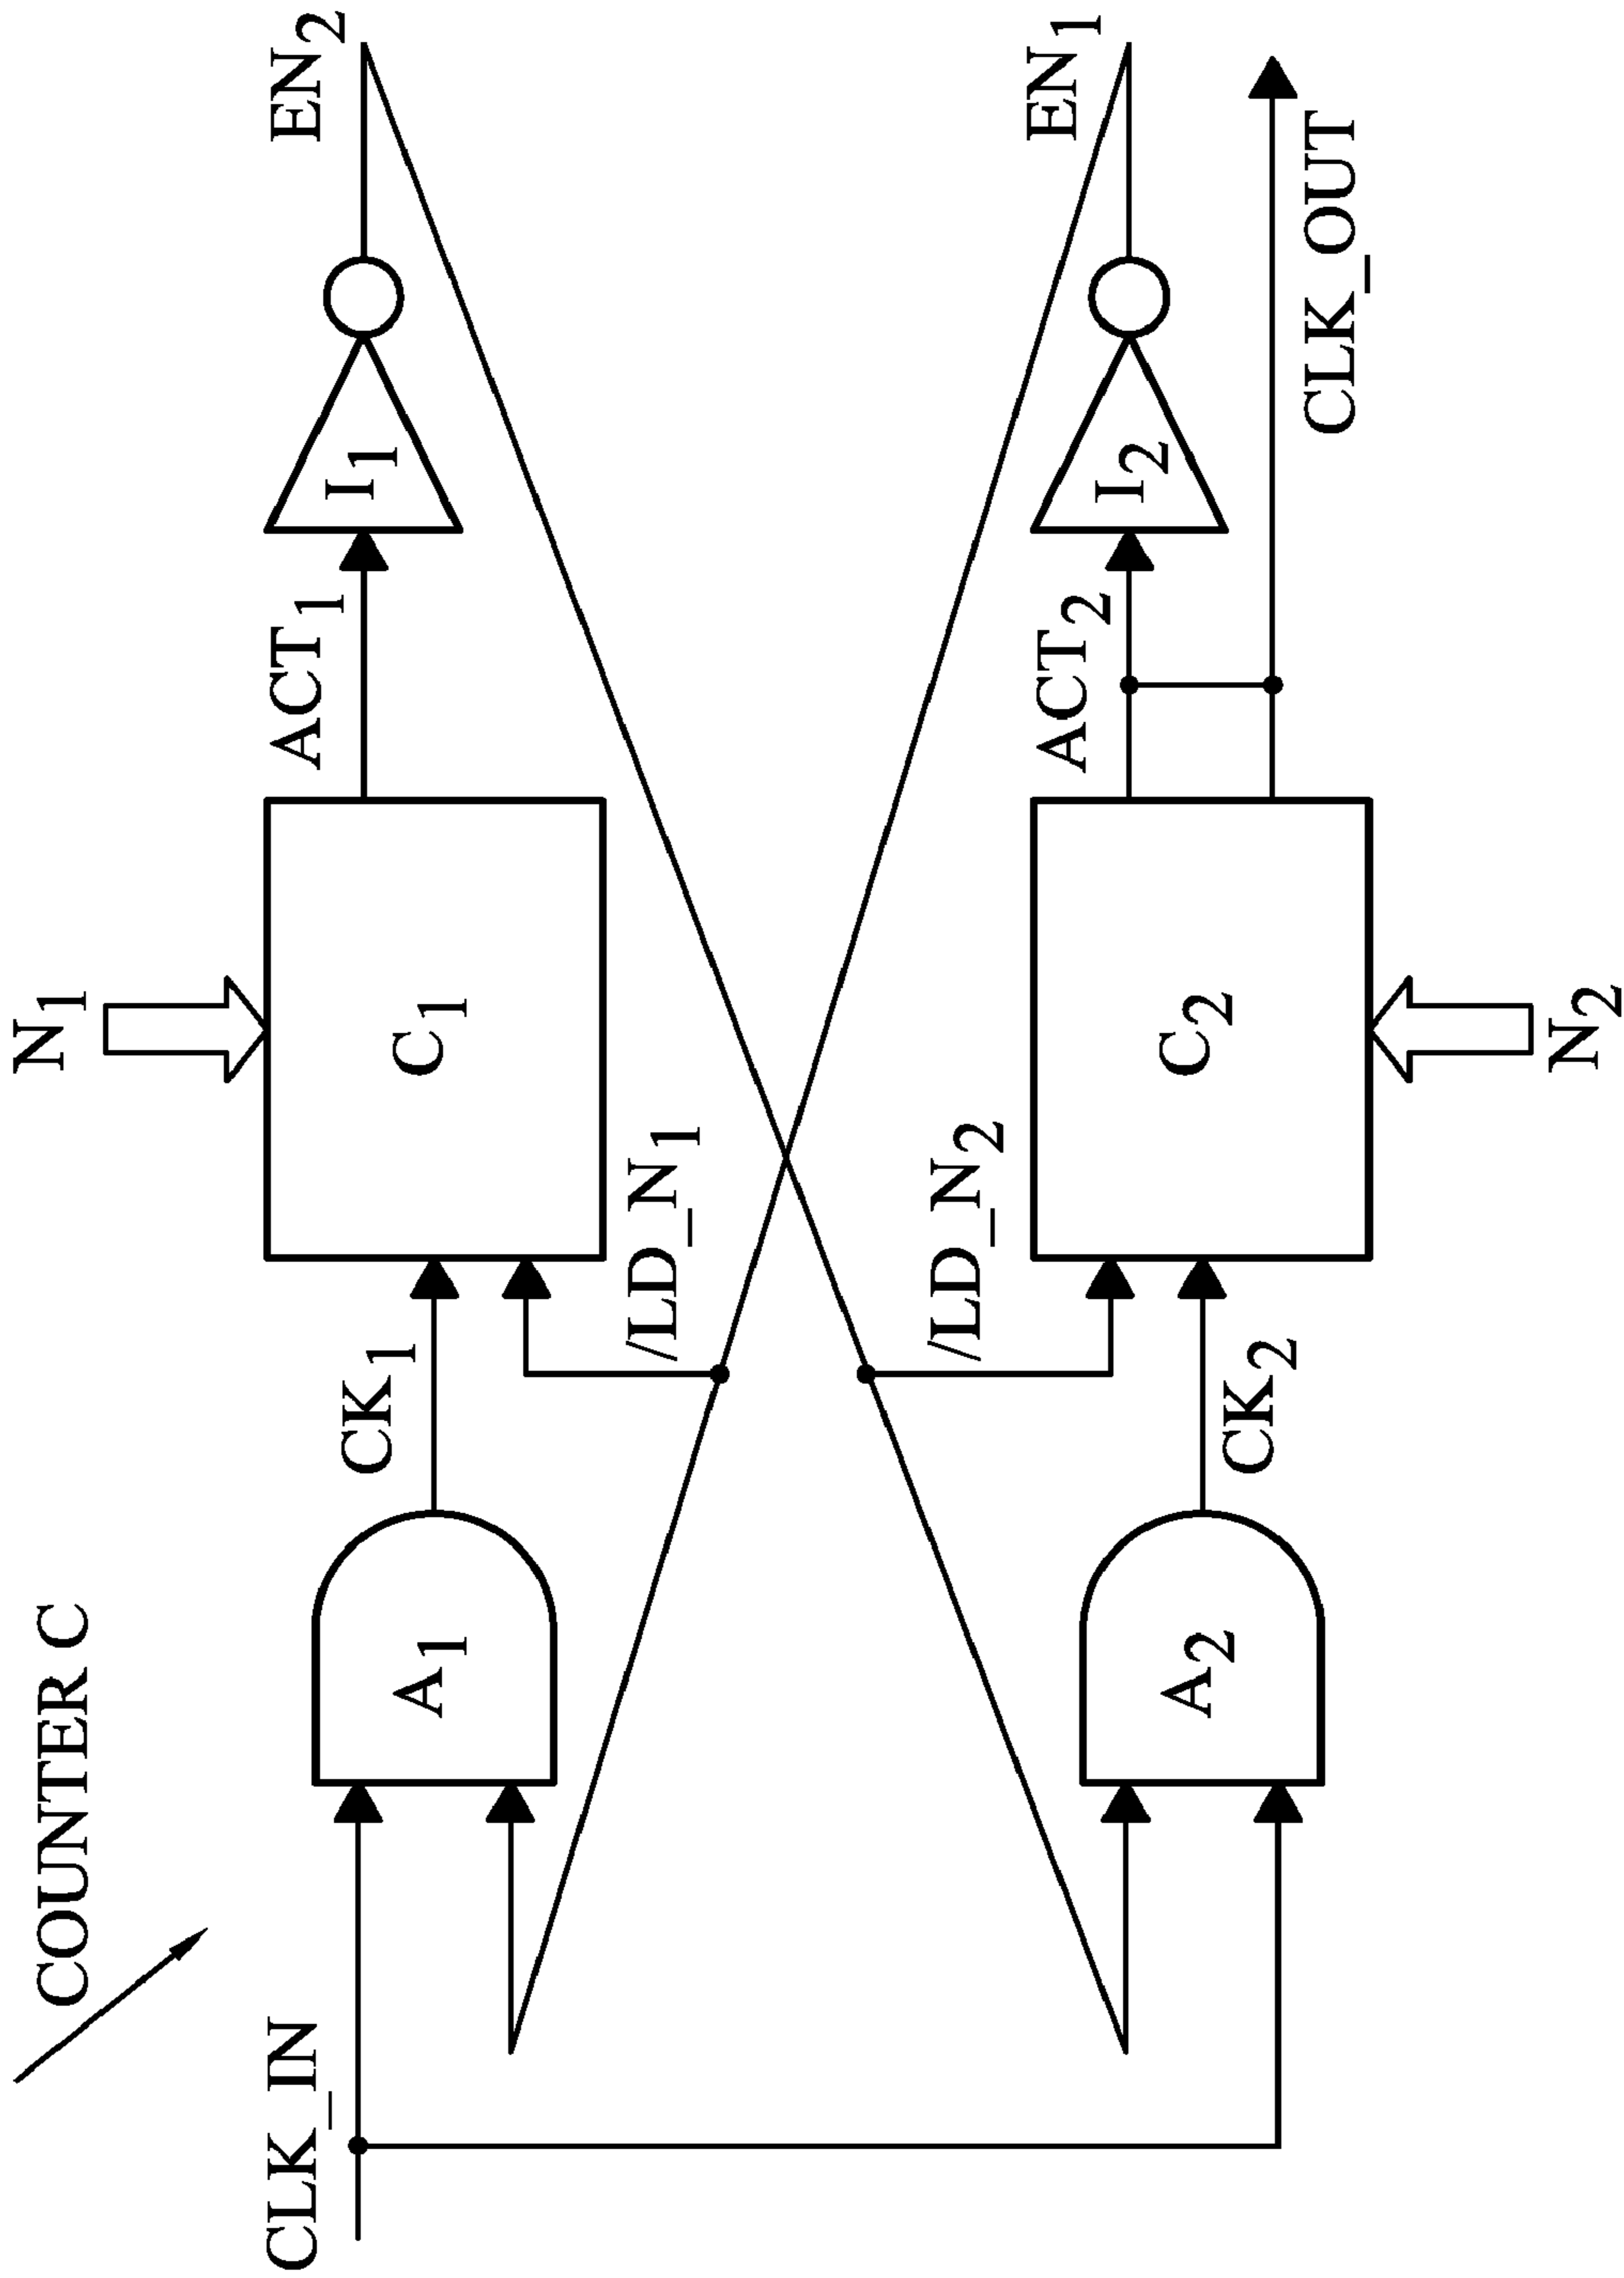 COUNTER C
CLK_IN
A1
CK1
/LD_N1
N1
C1
ACT1
I1
EN2
A2
CK2
/LD_N2
C2
N2
ACT2
I2
EN1
CLK_OUT